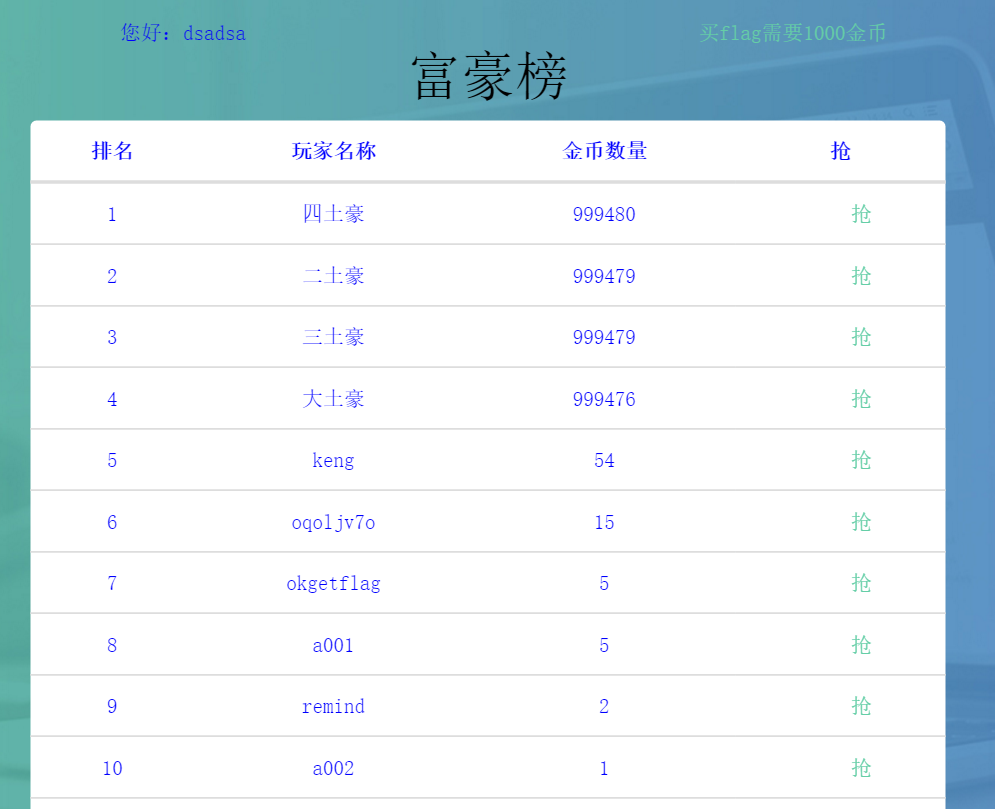 您好：dsadsa 买flag需要1000金币
富豪榜
排名 玩家名称 金币数量 抢
1 四土豪 999480 抢
2 二土豪 999479 抢
3 三土豪 999479 抢
4 大土豪 999476 抢
5 keng 54 抢
6 oqoljv7o 15 抢
7 okgetflag 5 抢
8 a001 5 抢
9 remind 2 抢
10 a002 1 抢